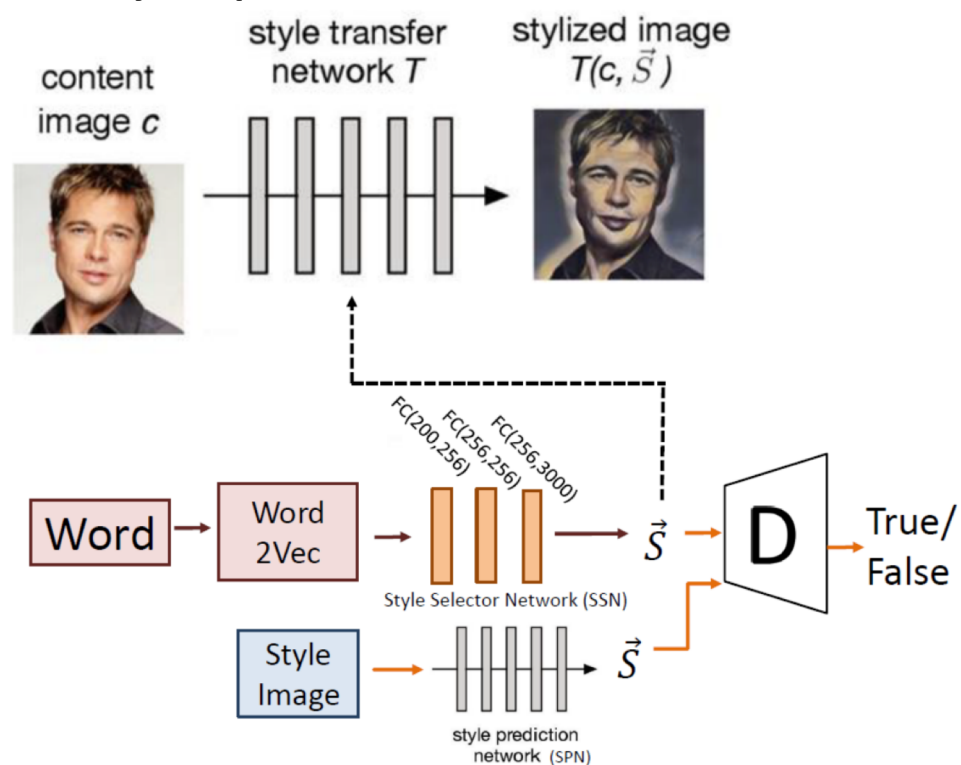 content
image c
style transfer
network T
stylized image
T(c, S⃗ )
FC(200,256)
FC(256,256)
FC(256,3000)
Word
Word
2Vec
Style Selector Network (SSN)
S⃗
D
True/
False
Style
Image
S⃗
style prediction
network (SPN)